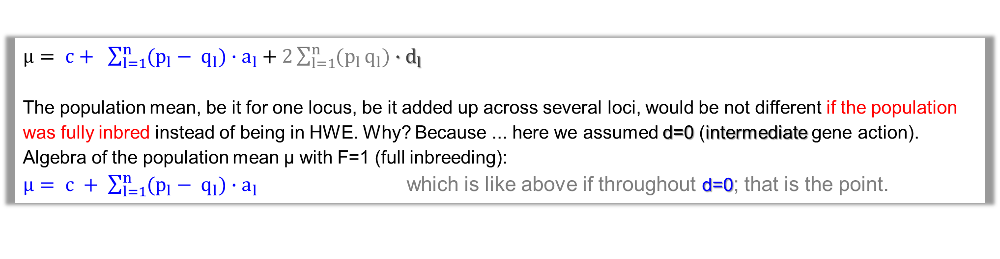 μ = c + ∑ⁿₗ₌₁(pₗ − qₗ) · aₗ + 2 ∑ⁿₗ₌₁(pₗ qₗ) · dₗ
The population mean, be it for one locus, be it added up across several loci, would be not different if the population
was fully inbred instead of being in HWE. Why? Because ... here we assumed d=0 (intermediate gene action).
Algebra of the population mean μ with F=1 (full inbreeding):
μ = c + ∑ⁿₗ₌₁(pₗ − qₗ) · aₗ which is like above if throughout d=0; that is the point.